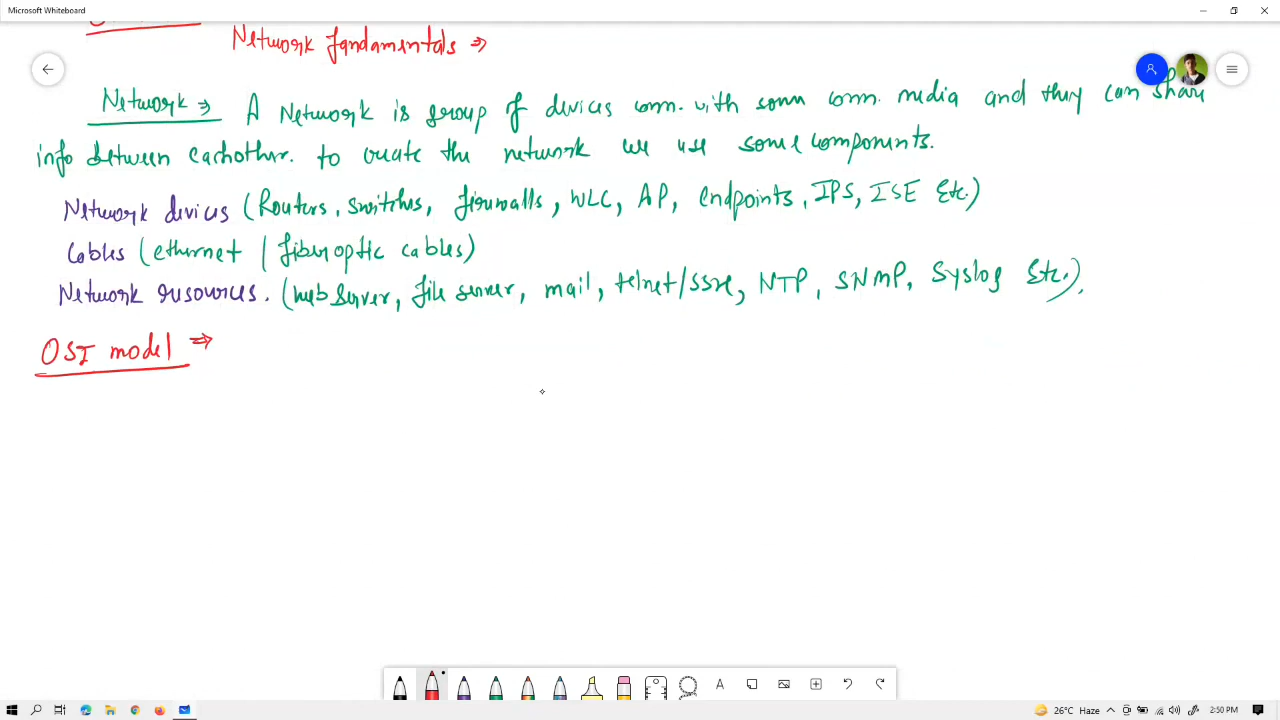 Microsoft Whiteboard
Network fundamentals ⇒
Network ⇒ A Network is group of devices conn. with some comm. media and they can share
info between eachother. to create the network we use some components.
Network devices (Routers, switches, firewalls, WLC, AP, endpoints, IPS, ISE Etc.)
Cables (ethernet | fiber optic cables)
Network resources. (web server, file server, mail, telnet/SSH, NTP, SNMP, Syslog Etc.).
OSI model ⇒
26°C Haze
2:50 PM